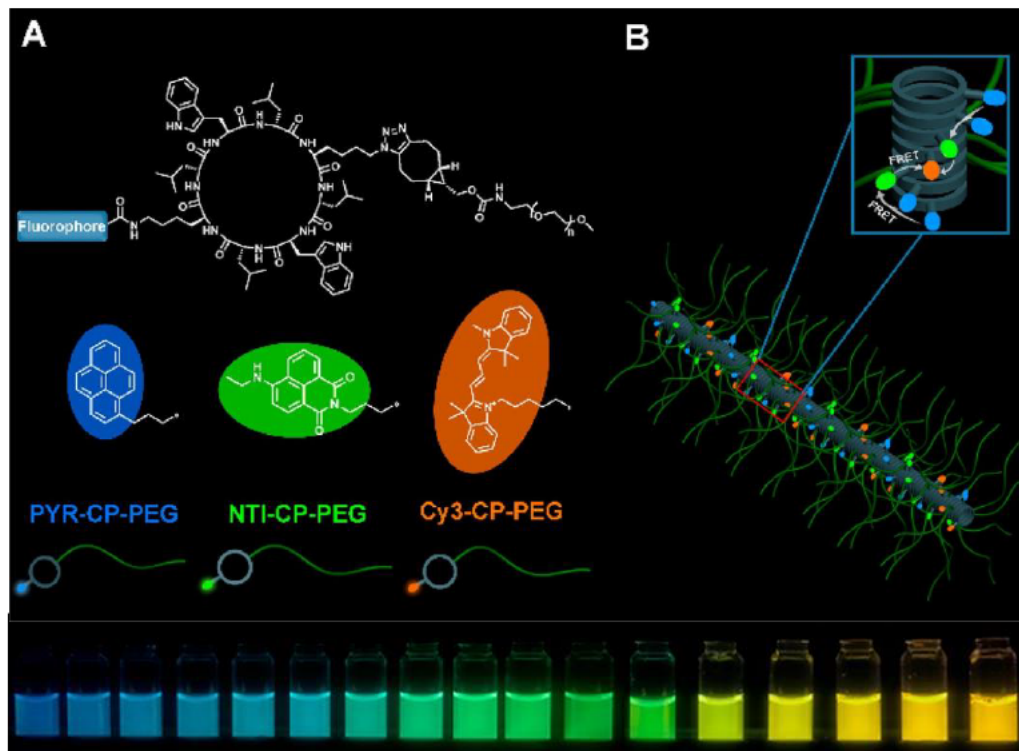 A
B
Fluorophore
FRET
FRET
PYR-CP-PEG
NTI-CP-PEG
Cy3-CP-PEG